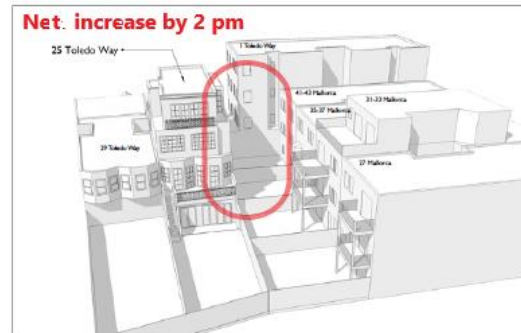 Net. increase by 2 pm
25 Toledo Way
1 Toledo Way
41-43 Mallorca
35-37 Mallorca
31-33 Mallorca
29 Toledo Way
27 Mallorca